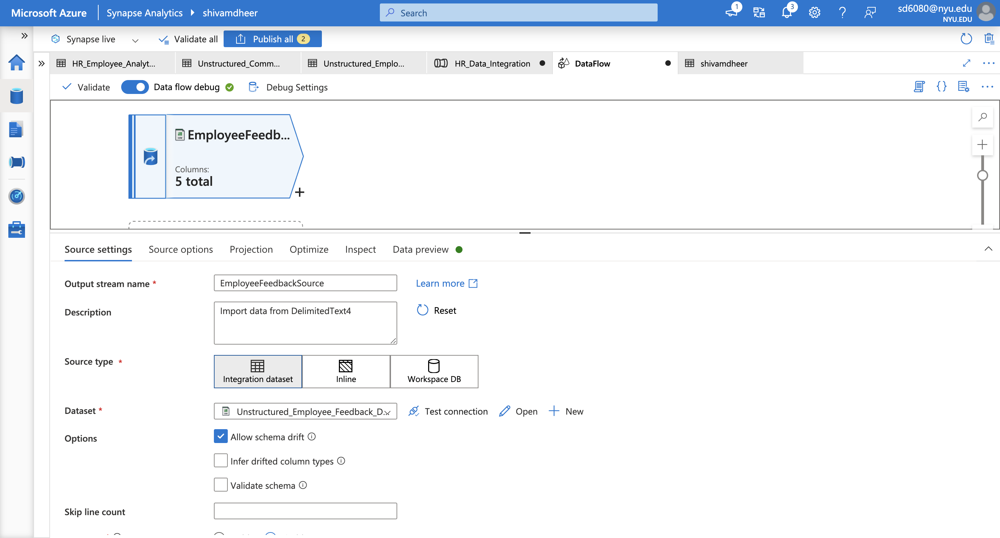 Microsoft Azure
Synapse Analytics
shivamdheer
Search
1
3
sd6080@nyu.edu
NYU.EDU
Synapse live
Validate all
Publish all 2
HR_Employee_Analyt...
Unstructured_Comm...
Unstructured_Emplo...
HR_Data_Integration
DataFlow
shivamdheer
Validate
Data flow debug
Debug Settings
EmployeeFeedb...
Columns:
5 total
Source settings
Source options
Projection
Optimize
Inspect
Data preview
Output stream name *
EmployeeFeedbackSource
Learn more
Description
Import data from DelimitedText4
Reset
Source type *
Integration dataset
Inline
Workspace DB
Dataset *
Unstructured_Employee_Feedback_D...
Test connection
Open
New
Options
Allow schema drift
Infer drifted column types
Validate schema
Skip line count